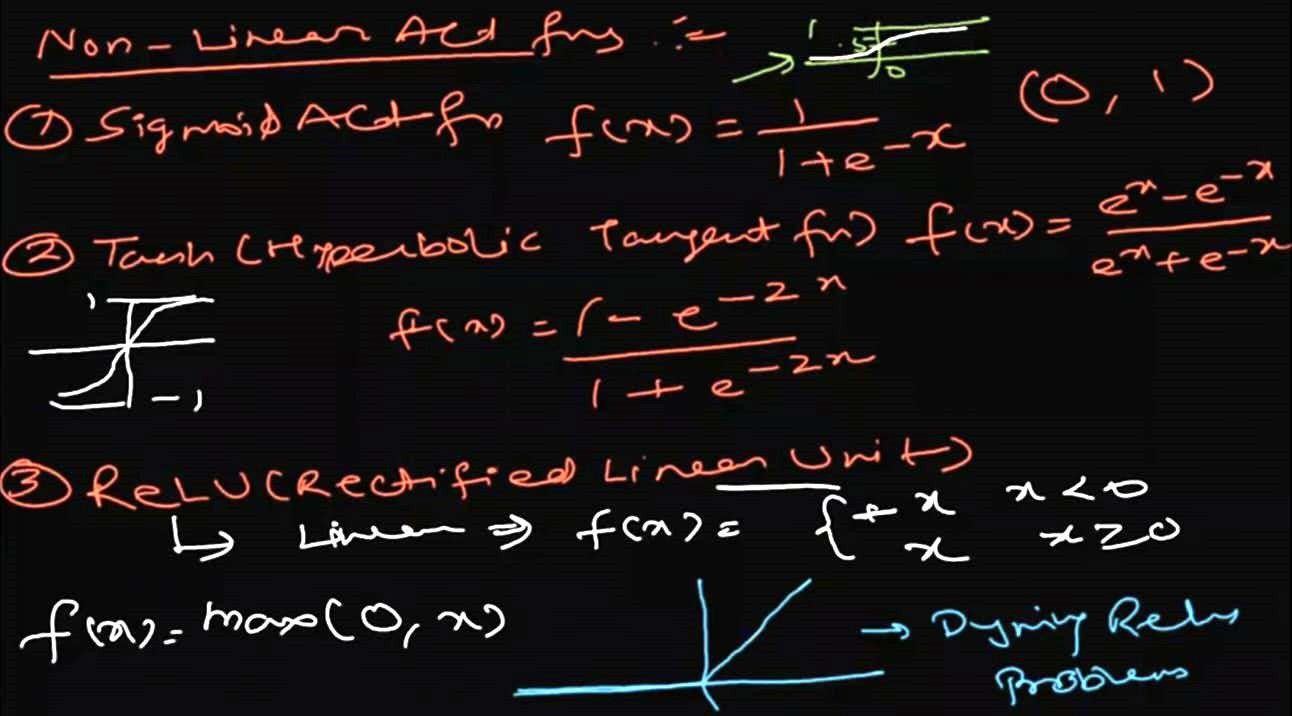 Non-Linear Act fns :-
1 .5 0
① Sigmoid Act fn f(x) = 1 / (1 + e^-x) (0, 1)
② Tanh (Hyperbolic Tangent fn) f(x) = (e^x - e^-x) / (e^x + e^-x)
1 -1
f(x) = (1 - e^-2x) / (1 + e^-2x)
③ ReLU (Rectified Linear Unit)
↳ Linear ⇒ f(x) = { + x x < 0
x x ≥ 0
f(x) = max(0, x)
→ Dyning Relu
Problems